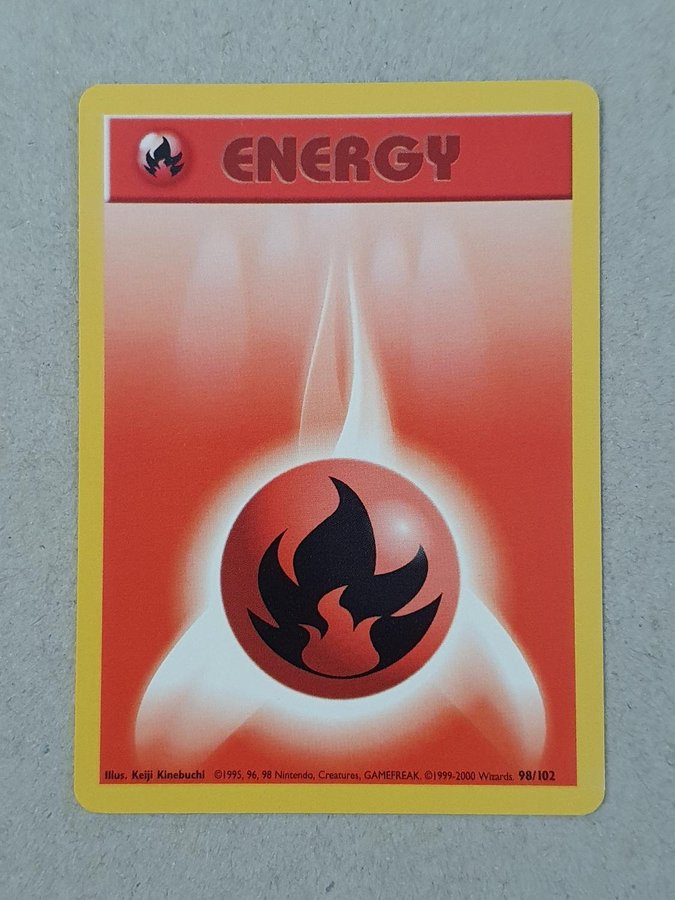 ENERGY
Illus. Keiji Kinebuchi ©1995, 96, 98 Nintendo, Creatures, GAMEFREAK. ©1999-2000 Wizards. 98/102